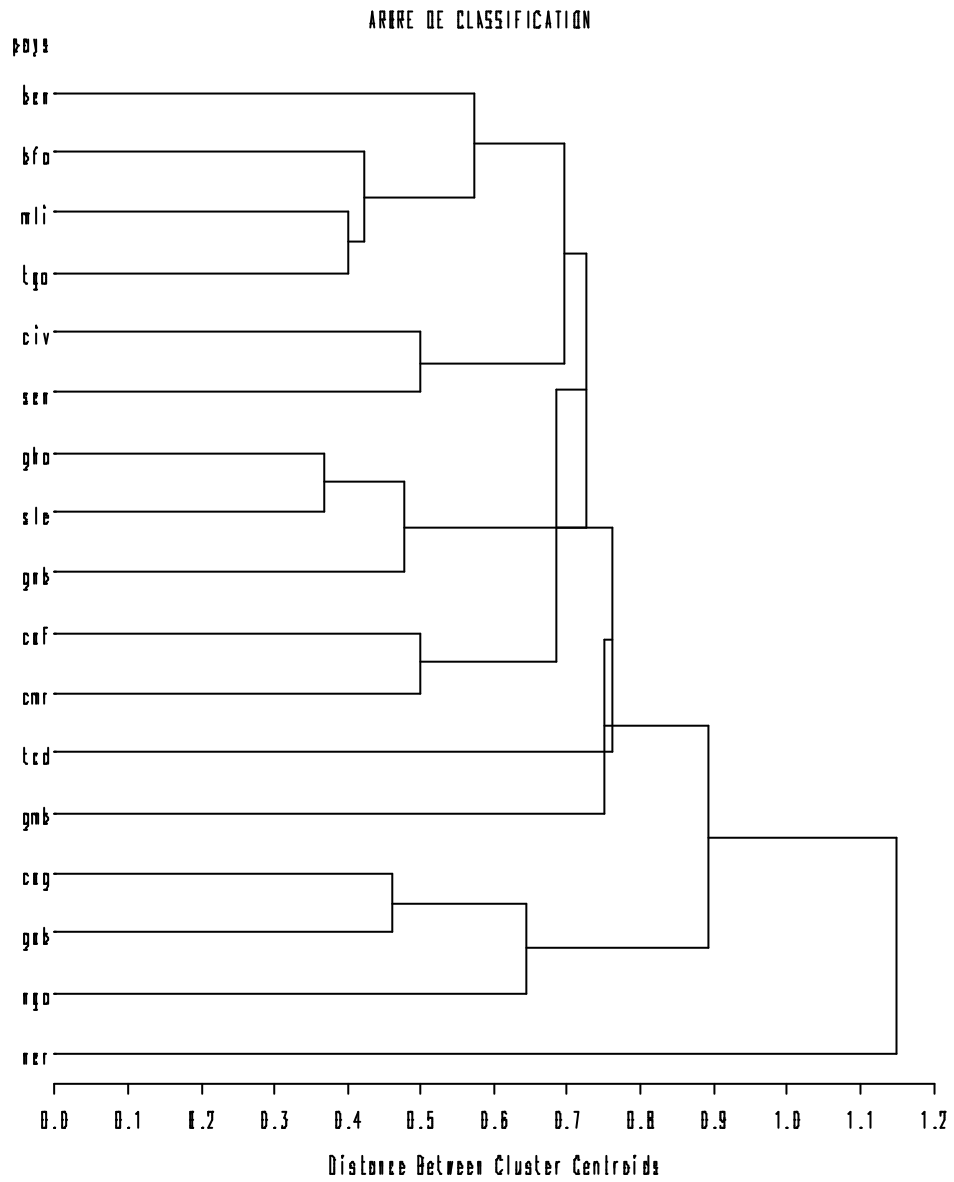 ARBRE DE CLASSIFICATION
pays
ben
bfa
mli
tgo
civ
sen
gha
sle
gnb
caf
cmr
tcd
gmb
cog
gab
nga
ner
0.0 0.1 0.2 0.3 0.4 0.5 0.6 0.7 0.8 0.9 1.0 1.1 1.2
Distance Between Cluster Centroids